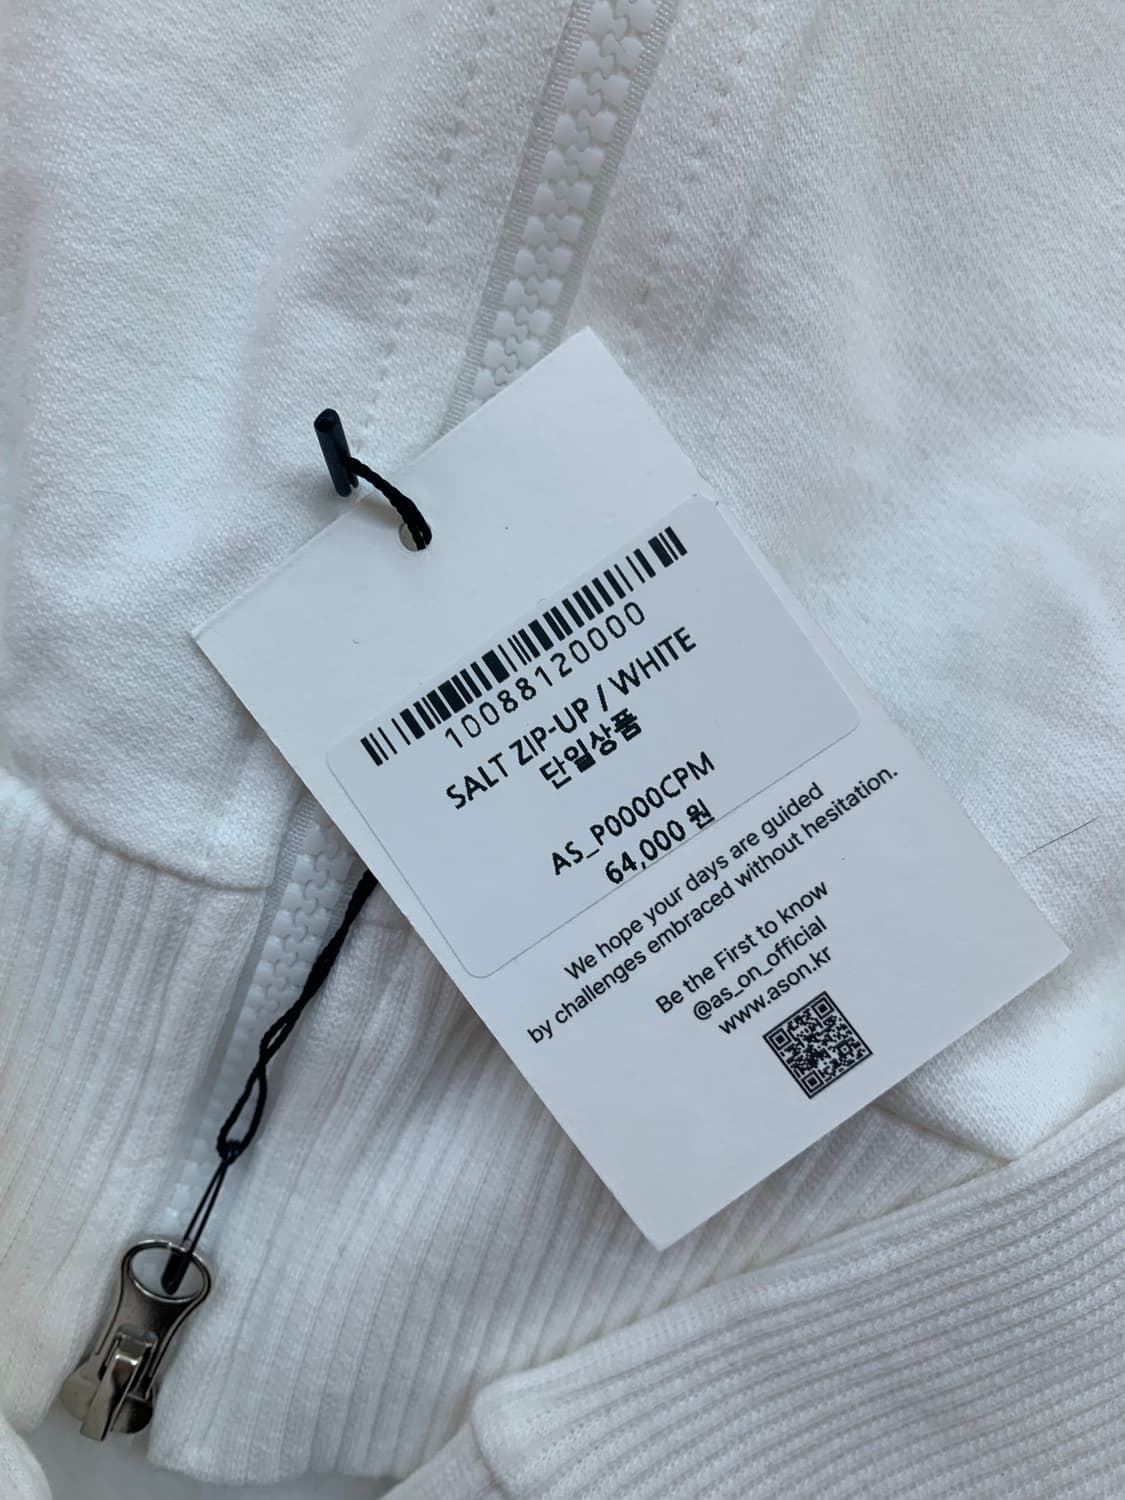 10088120000
SALT ZIP-UP / WHITE
단일상품
AS_P0000CPM
64,000 원
We hope your days are guided
by challenges embraced without hesitation.
Be the First to know
@as_on_official
www.ason.kr